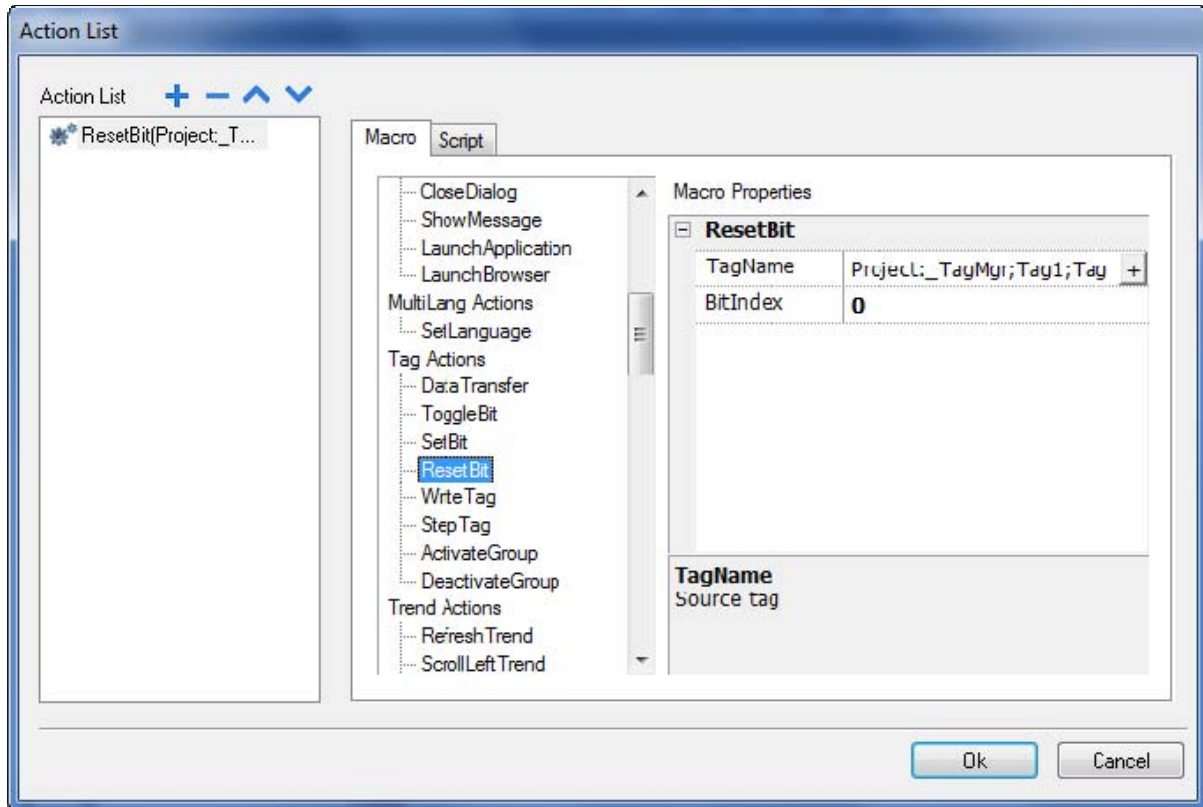 Action List
Action List
ResetBit(Project:_T...
Macro
Script
CloseDialog
ShowMessage
LaunchApplication
LaunchBrowser
MultiLang Actions
SetLanguage
Tag Actions
DataTransfer
ToggleBit
SetBit
ResetBit
WriteTag
StepTag
ActivateGroup
DeactivateGroup
Trend Actions
RefreshTrend
ScrollLeftTrend
Macro Properties
ResetBit
TagName Project:_TagMgr;Tag1;Tag +
BitIndex 0
TagName
Source tag
Ok
Cancel